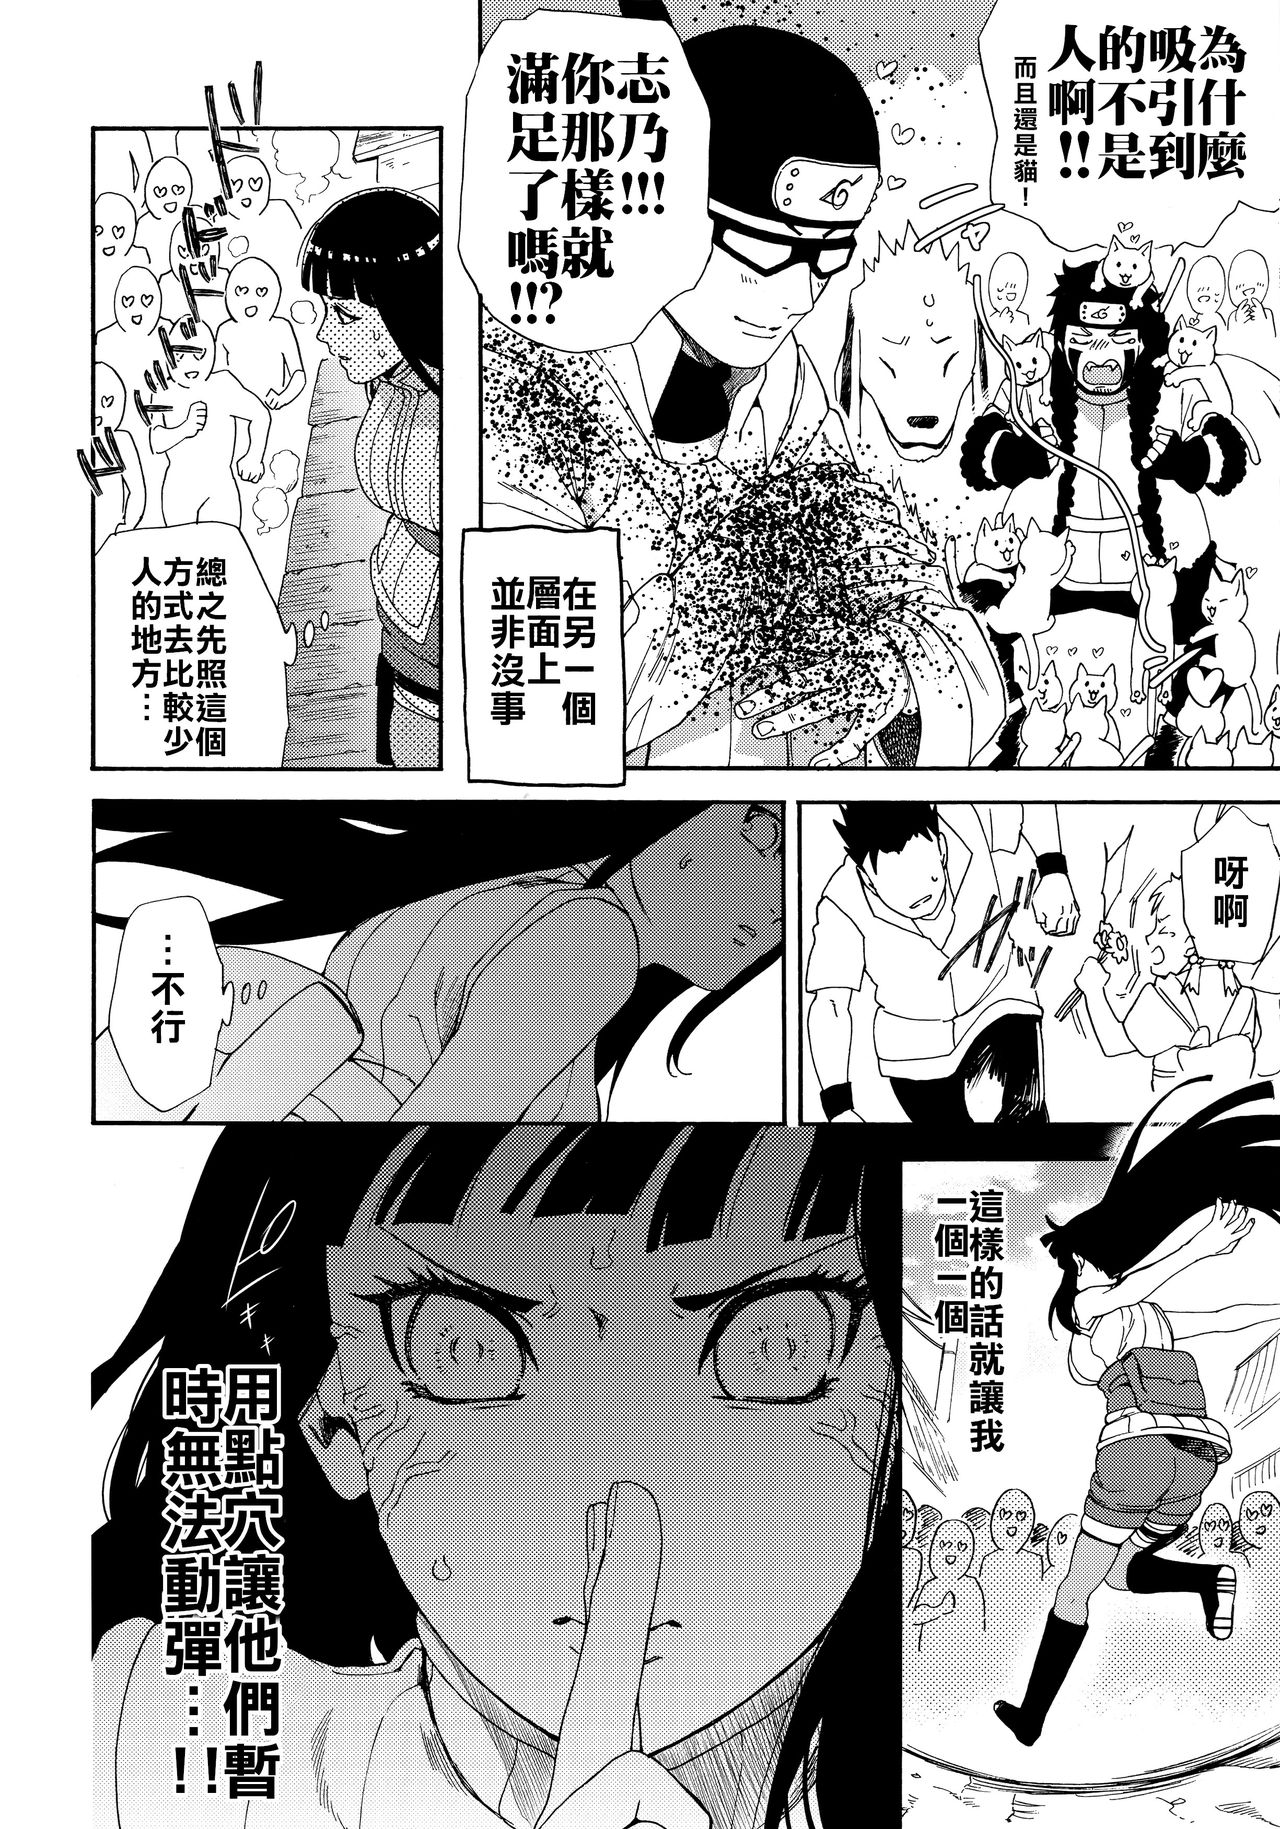 為什麼
吸引到
的不是
人啊!!
而且還是貓!
志乃!!!
你那樣就
滿足了嗎!!?
在另一個
層面上
並非沒事
總之先照這個
方式去比較少
人的地方…
呀啊
…不行
這樣的話就讓我
一個一個
用點穴讓他們暫
時無法動彈…!!